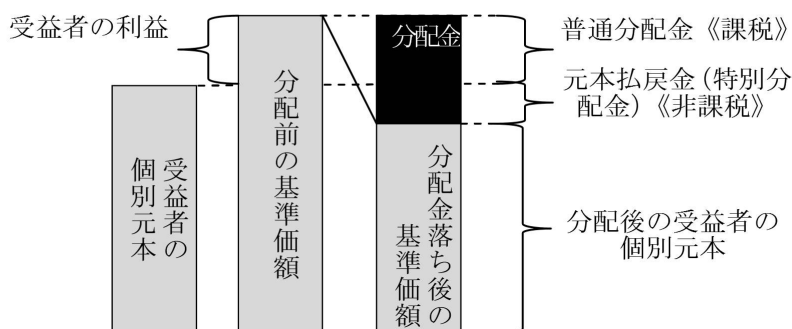 受益者の利益
受益者の
個別元本
分配前の基準価額
分配金
分配金落ち後の
基準価額
普通分配金《課税》
元本払戻金(特別分
配金)《非課税》
分配後の受益者の
個別元本